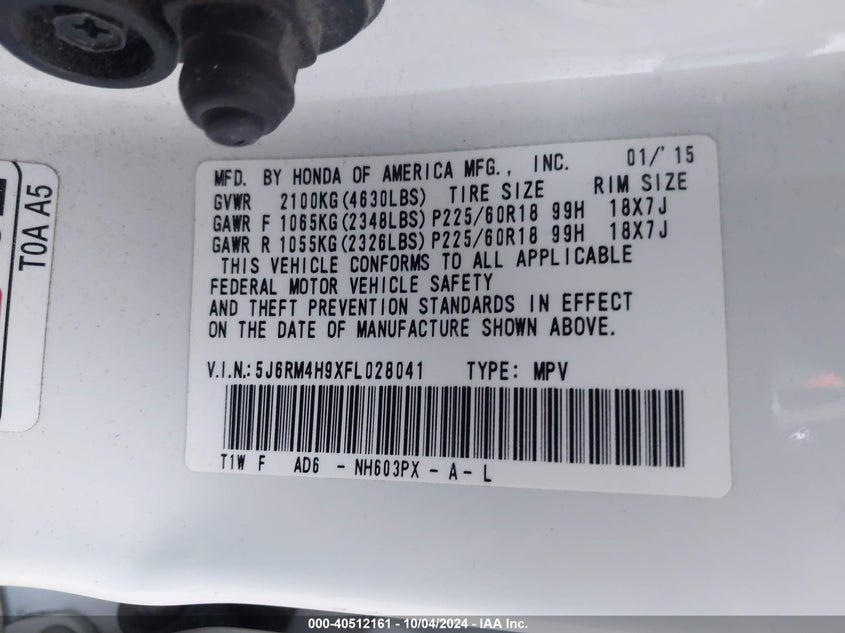 MFD. BY HONDA OF AMERICA MFG., INC. 01/'15
GVWR 2100KG(4630LBS) TIRE SIZE RIM SIZE
GAWR F 1065KG(2348LBS) P225/60R18 99H 18X7J
GAWR R 1055KG(2326LBS) P225/60R18 99H 18X7J
THIS VEHICLE CONFORMS TO ALL APPLICABLE
FEDERAL MOTOR VEHICLE SAFETY
AND THEFT PREVENTION STANDARDS IN EFFECT
ON THE DATE OF MANUFACTURE SHOWN ABOVE.
V.I.N.: 5J6RM4H9XFL028041 TYPE: MPV
T1W F AD6 - NH603PX - A - L
T0A A5
000-40512161 - 10/04/2024 - IAA Inc.